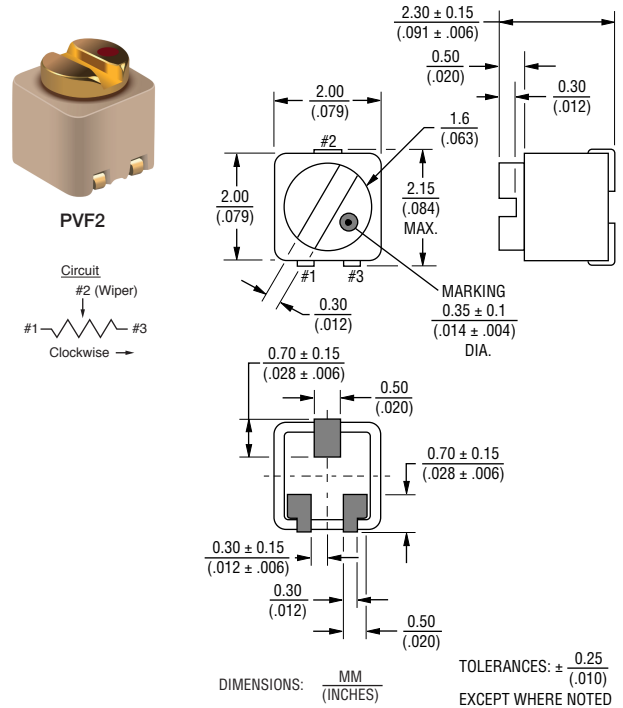 PVF2
Circuit
#2 (Wiper)
#1
#3
Clockwise
2.30 ± 0.15
(.091 ± .006)
0.50
(.020)
0.30
(.012)
2.00
(.079)
1.6
(.063)
#2
2.00
(.079)
2.15
(.084)
MAX.
#1
#3
0.30
(.012)
MARKING
0.35 ± 0.1
(.014 ± .004)
DIA.
0.70 ± 0.15
(.028 ± .006)
0.50
(.020)
0.70 ± 0.15
(.028 ± .006)
0.30 ± 0.15
(.012 ± .006)
0.30
(.012)
0.50
(.020)
DIMENSIONS: MM
(INCHES)
TOLERANCES: ± 0.25
(.010)
EXCEPT WHERE NOTED